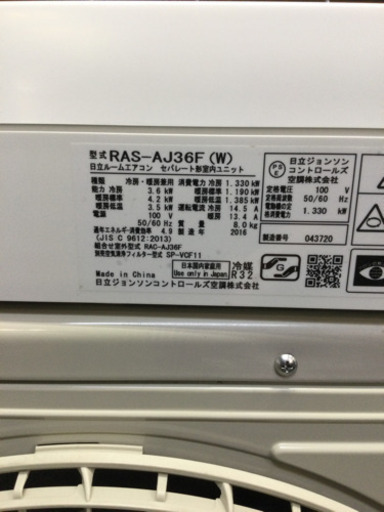 型式 RAS-AJ36F (W)
日立ルームエアコン セパレート形室内ユニット
種類 冷房・暖房兼用
能力 冷房 3.6 kW
暖房標準 4.2 kW
暖房低温 3.5 kW
電源 100 V
50/60 Hz
通年エネルギー消費効率 4.9
(JIS C 9612:2013)
消費電力 冷房 1.330 kW
暖房標準 1.190 kW
暖房低温 1.385 kW
運転電流 冷房 14.5 A
暖房 13.4 A
質量 8.0 kg
2016
組合せ室外型式 RAC-AJ36F
別売空気清浄フィルター型式 SP-VCF11
Made in China
日立ジョンソンコントロールズ空調株式会社
日本国内家庭用
Use only in Japan
冷媒
R32
PS
E
日立ジョンソン
コントロールズ
空調株式会社
定格電圧 100 V
定格周波数 50/60 Hz
1.330 kW
製造番号 043720